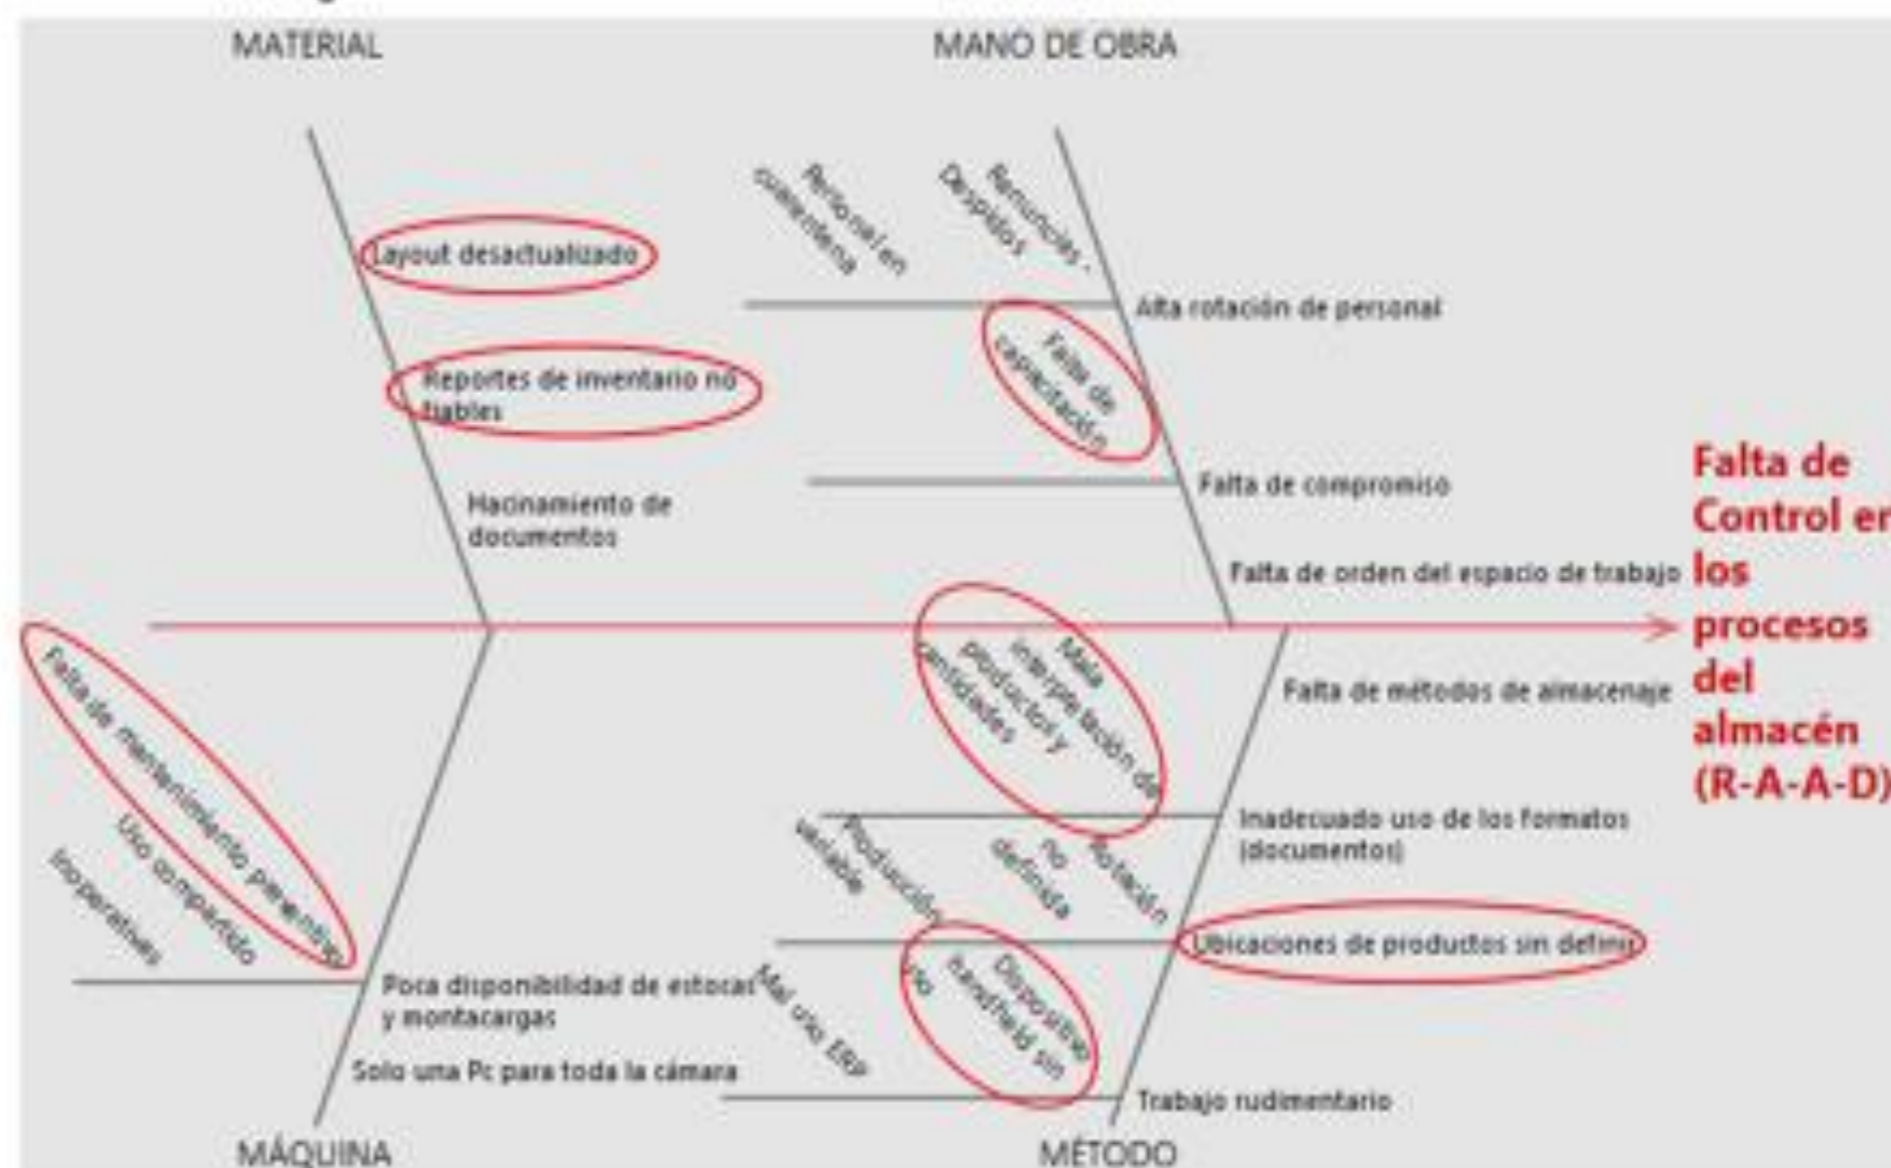 MATERIAL
MANO DE OBRA
Personal en
cuarentena
Renuncias -
Despidos
Layout desactualizado
Alta rotación de personal
Reportes de inventario no
fiables
Falta de
capacitación
Hacinamiento de
documentos
Falta de compromiso
Falta de orden del espacio de trabajo
Falta de
Control en
los
procesos
del
almacén
(R-A-A-D)
Falta de mantenimiento preventivo
Uso compartido
Inoperativos
Mala
interpretación de
productos y
cantidades
Falta de métodos de almacenaje
Inadecuado uso de los formatos
(documentos)
Producción
variable
Rotación
no
definida
Ubicaciones de productos sin definir
Poca disponibilidad de estocas
y montacargas
Mal uso ERP
Dispositivo
handheld sin
uso
Solo una Pc para toda la cámara
Trabajo rudimentario
MÁQUINA
MÉTODO